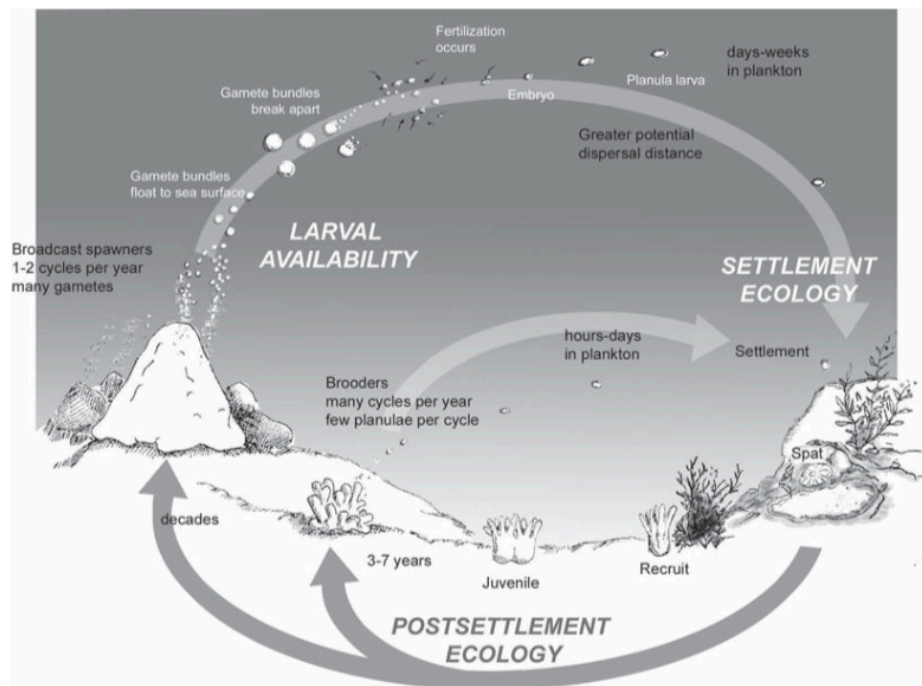 Fertilization
occurs
days-weeks
in plankton
Planula larva
Gamete bundles
break apart
Embryo
Greater potential
dispersal distance
Gamete bundles
float to sea surface
LARVAL
AVAILABILITY
Broadcast spawners
1-2 cycles per year
many gametes
SETTLEMENT
ECOLOGY
hours-days
in plankton
Settlement
Brooders
many cycles per year
few planulae per cycle
Spat
decades
3-7 years
Juvenile
Recruit
POSTSETTLEMENT
ECOLOGY